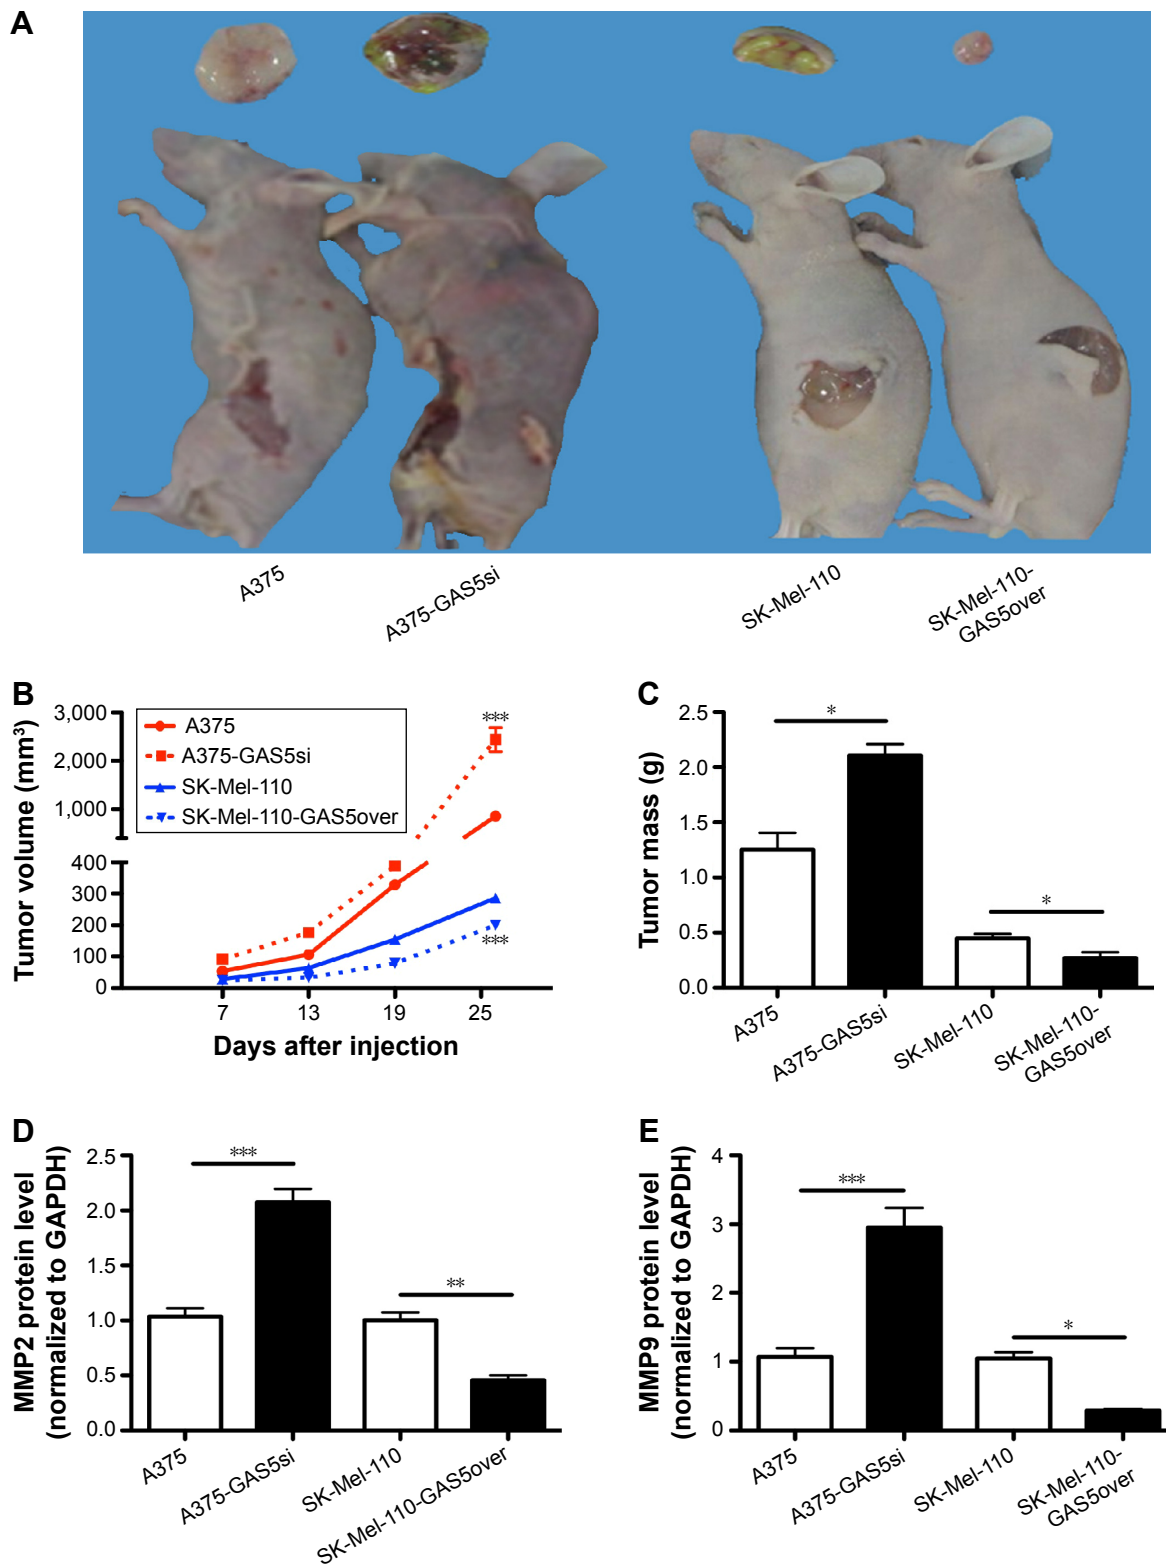 A
A375
A375-GAS5si
SK-Mel-110
SK-Mel-110-
GAS5over
B
Tumor volume (mm³)
3,000
2,000
1,000
400
300
200
100
0
A375
A375-GAS5si
SK-Mel-110
SK-Mel-110-GAS5over
***
***
7
13
19
25
Days after injection
C
Tumor mass (g)
2.5
2.0
1.5
1.0
0.5
0.0
*
*
A375
A375-GAS5si
SK-Mel-110
SK-Mel-110-
GAS5over
D
MMP2 protein level
(normalized to GAPDH)
2.5
2.0
1.5
1.0
0.5
0.0
***
**
A375
A375-GAS5si
SK-Mel-110
SK-Mel-110-GAS5over
E
MMP9 protein level
(normalized to GAPDH)
4
3
2
1
0
***
*
A375
A375-GAS5si
SK-Mel-110
SK-Mel-110-
GAS5over